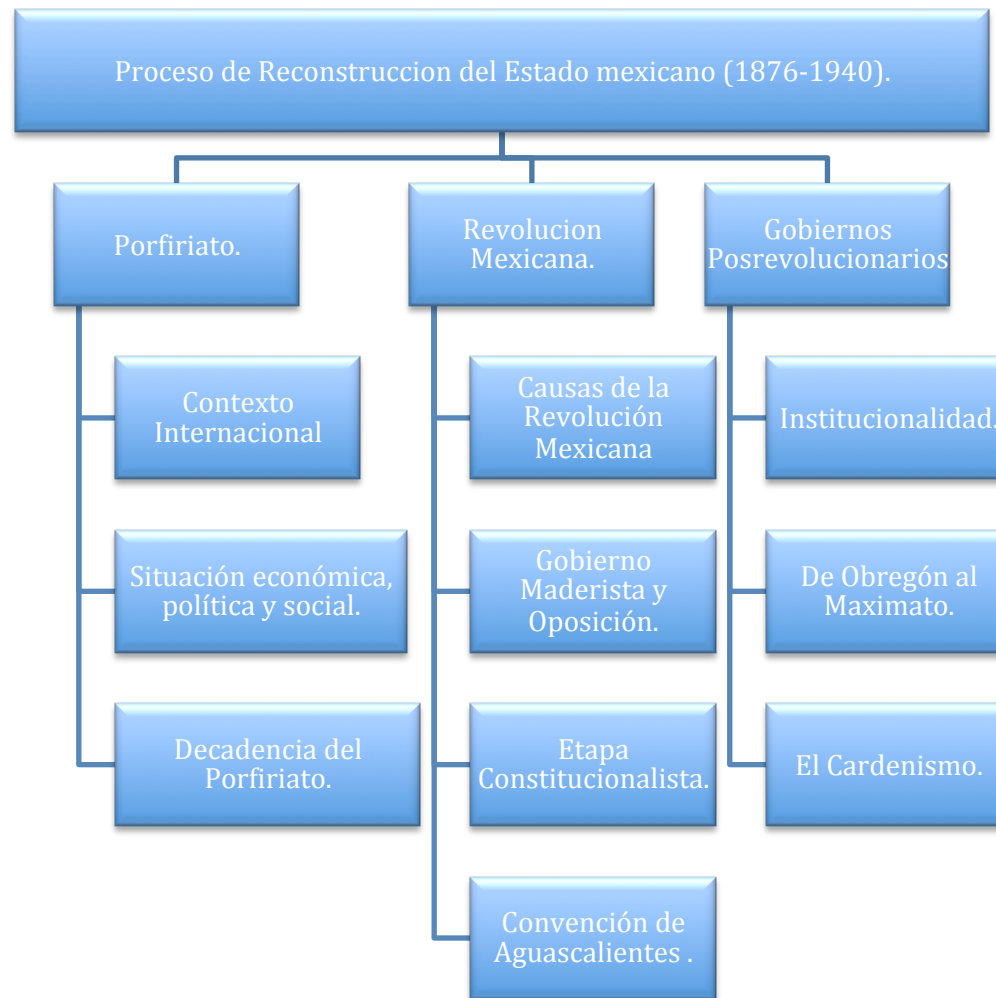 Proceso de Reconstruccion del Estado mexicano (1876-1940).
Porfiriato.
Contexto
Internacional
Situación económica,
política y social.
Decadencia del
Porfiriato.
Revolucion
Mexicana.
Causas de la
Revolución
Mexicana
Gobierno
Maderista y
Oposición.
Etapa
Constitucionalista.
Convención de
Aguascalientes .
Gobiernos
Posrevolucionarios
Institucionalidad.
De Obregón al
Maximato.
El Cardenismo.